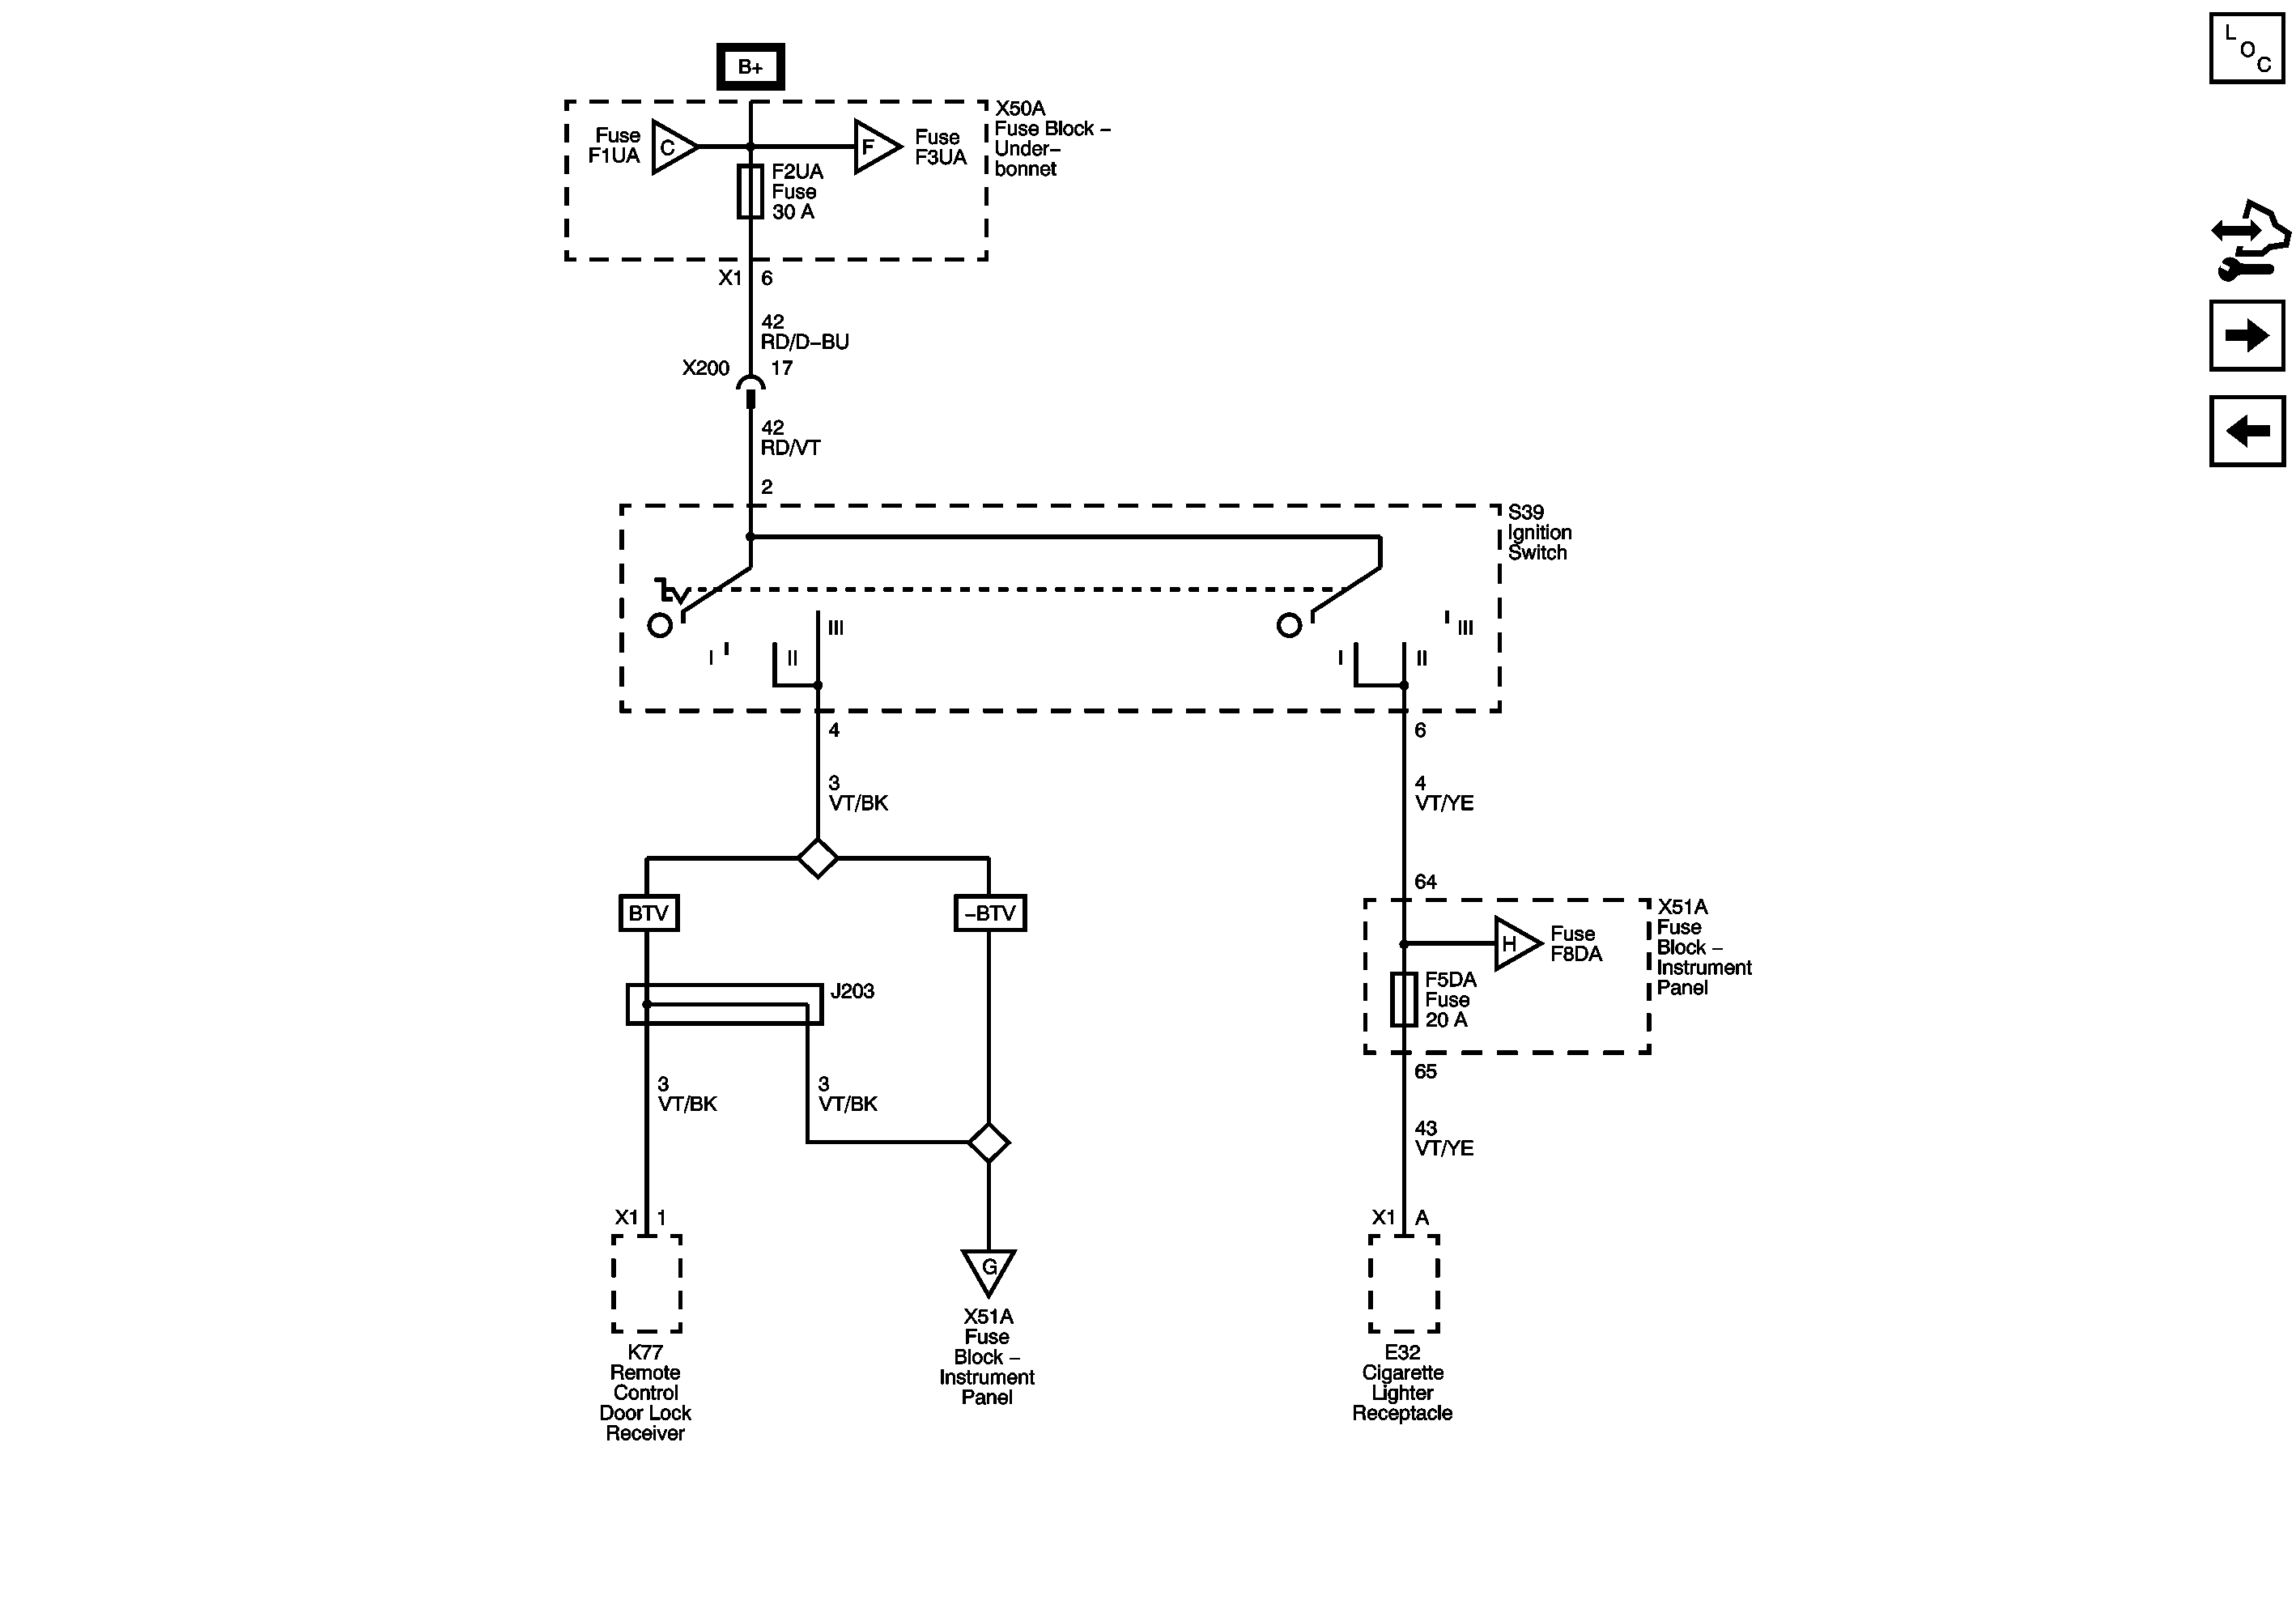 L
O
C
B+
X50A
Fuse Block –
Under–
bonnet
Fuse
F1UA
C
F
Fuse
F3UA
F2UA
Fuse
30 A
X1 6
42
RD/D–BU
X200 17
42
RD/VT
2
S39
Ignition
Switch
III
I
II
III
I
II
4
6
3
VT/BK
4
VT/YE
64
BTV
–BTV
X51A
Fuse
Block –
Instrument
Panel
H
Fuse
F8DA
F5DA
Fuse
20 A
J203
65
3
VT/BK
3
VT/BK
43
VT/YE
X1 1
X1 A
G
X51A
Fuse
Block –
Instrument
Panel
K77
Remote
Control
Door Lock
Receiver
E32
Cigarette
Lighter
Receptacle